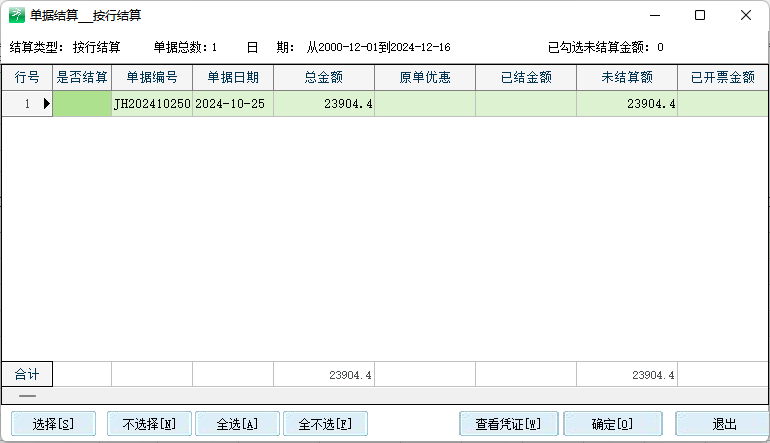 单据结算__按行结算
结算类型: 按行结算 单据总数:1 日 期: 从2000-12-01到2024-12-16 已勾选未结算金额: 0
行号 是否结算 单据编号 单据日期 总金额 原单优惠 已结金额 未结算额 已开票金额
1 JH202410250 2024-10-25 23904.4 23904.4
合计 23904.4 23904.4
选择[S] 不选择[N] 全选[A] 全不选[F] 查看凭证[W] 确定[O] 退出